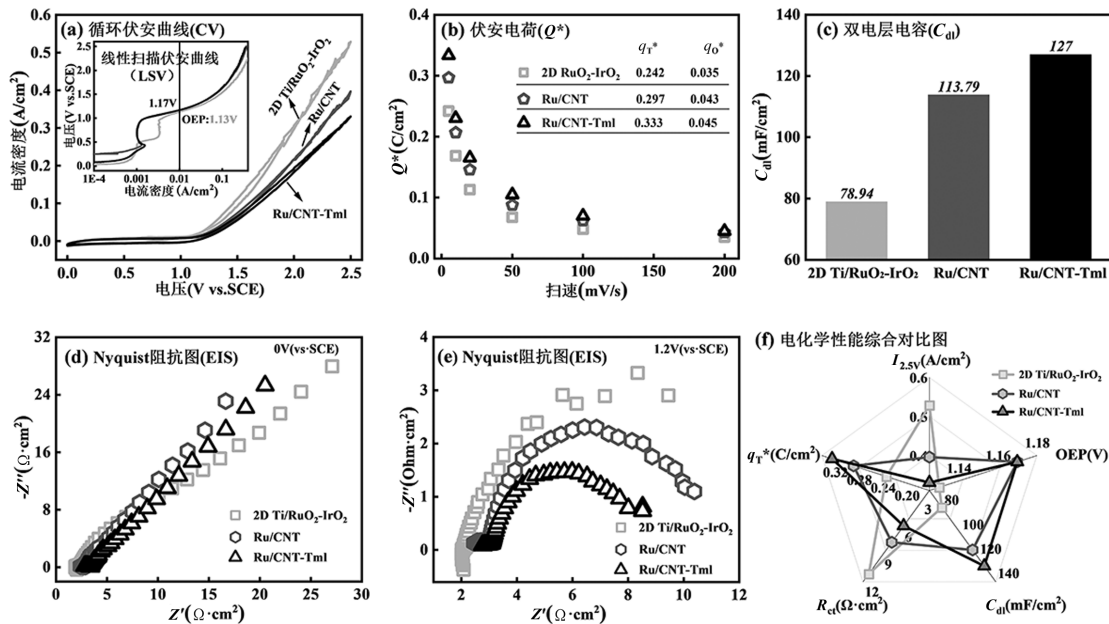 (a) 循环伏安曲线(CV)
线性扫描伏安曲线
(LSV)
1.17V
OEP:1.13V
电压(V vs.SCE)
2.5
2.0
1.5
1.0
0.5
0.0
1E-4 0.001 0.01 0.1
电流密度(A/cm²)
2D Ti/RuO₂-IrO₂
Ru/CNT
Ru/CNT-Tml
电流密度(A/cm²)
0.6
0.5
0.4
0.3
0.2
0.1
0.0
0.0 0.5 1.0 1.5 2.0 2.5
电压(V vs.SCE)
(b) 伏安电荷(Q*)
qT* qO*
2D RuO₂-IrO₂ 0.242 0.035
Ru/CNT 0.297 0.043
Ru/CNT-Tml 0.333 0.045
Q*(C/cm²)
0.4
0.3
0.2
0.1
0.0
0 50 100 150 200
扫速(mV/s)
(c) 双电层电容(Cdl)
127
113.79
78.94
Cdl(mF/cm²)
140
120
100
80
60
2D Ti/RuO₂-IrO₂ Ru/CNT Ru/CNT-Tml
(d) Nyquist阻抗图(EIS)
0V(vs·SCE)
-Z''(Ω·cm²)
32
24
16
8
0
2D Ti/RuO₂-IrO₂
Ru/CNT
Ru/CNT-Tml
0 5 10 15 20 25 30
Z'(Ω·cm²)
(e) Nyquist阻抗图(EIS)
1.2V(vs·SCE)
-Z''(Ohm·cm²)
4
3
2
1
0
2D Ti/RuO₂-IrO₂
Ru/CNT
Ru/CNT-Tml
0 2 4 6 8 10
Z'(Ω·cm²)
(f) 电化学性能综合对比图
I2.5V(A/cm²)
2D Ti/RuO₂-IrO₂
Ru/CNT
Ru/CNT-Tml
0.6
0.5
0.4
1.18
1.16
1.14
OEP(V)
qT*(C/cm²)
0.32
0.28
0.24
0.20
80
100
120
140
3
6
9
12
Rct(Ω·cm²)
Cdl(mF/cm²)